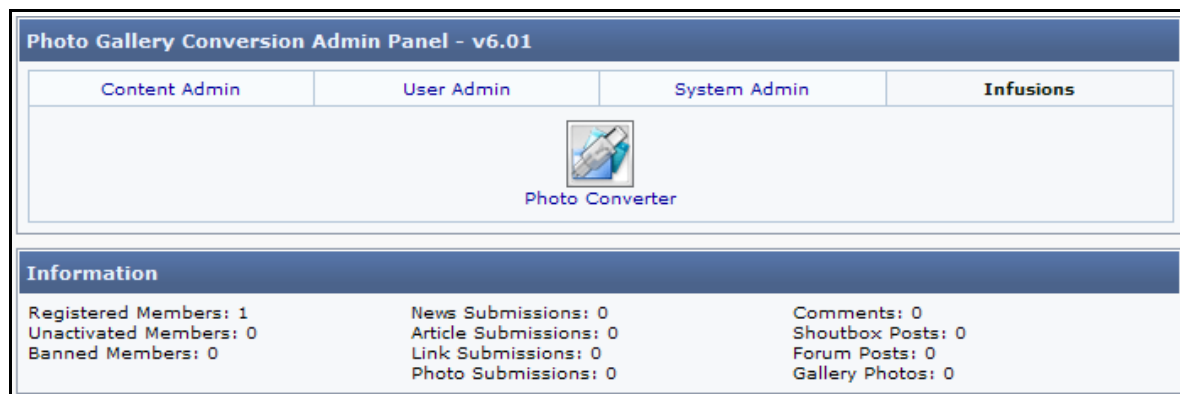 Photo Gallery Conversion Admin Panel - v6.01
Content Admin User Admin System Admin Infusions
Photo Converter
Information
Registered Members: 1 News Submissions: 0 Comments: 0
Unactivated Members: 0 Article Submissions: 0 Shoutbox Posts: 0
Banned Members: 0 Link Submissions: 0 Forum Posts: 0
Photo Submissions: 0 Gallery Photos: 0